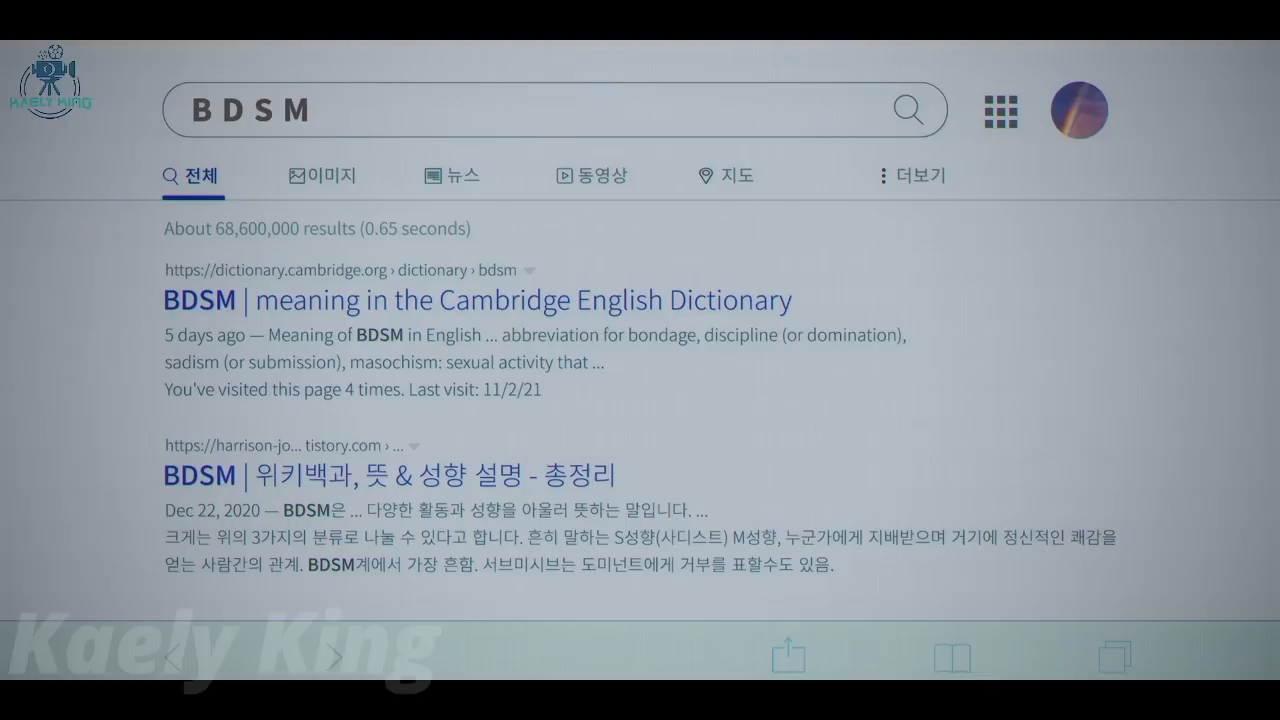 KAELY KING
B D S M
전체 이미지 뉴스 동영상 지도 더보기
About 68,600,000 results (0.65 seconds)
https://dictionary.cambridge.org › dictionary › bdsm
BDSM | meaning in the Cambridge English Dictionary
5 days ago — Meaning of BDSM in English ... abbreviation for bondage, discipline (or domination),
sadism (or submission), masochism: sexual activity that ...
You've visited this page 4 times. Last visit: 11/2/21
https://harrison-jo... tistory.com › ...
BDSM | 위키백과, 뜻 & 성향 설명 - 총정리
Dec 22, 2020 — BDSM은 ... 다양한 활동과 성향을 아울러 뜻하는 말입니다. ...
크게는 위의 3가지의 분류로 나눌 수 있다고 합니다. 흔히 말하는 S성향(사디스트) M성향, 누군가에게 지배받으며 거기에 정신적인 쾌감을
얻는 사람간의 관계. BDSM계에서 가장 흔함. 서브미시브는 도미넌트에게 거부를 표할수도 있음.
Kaely King